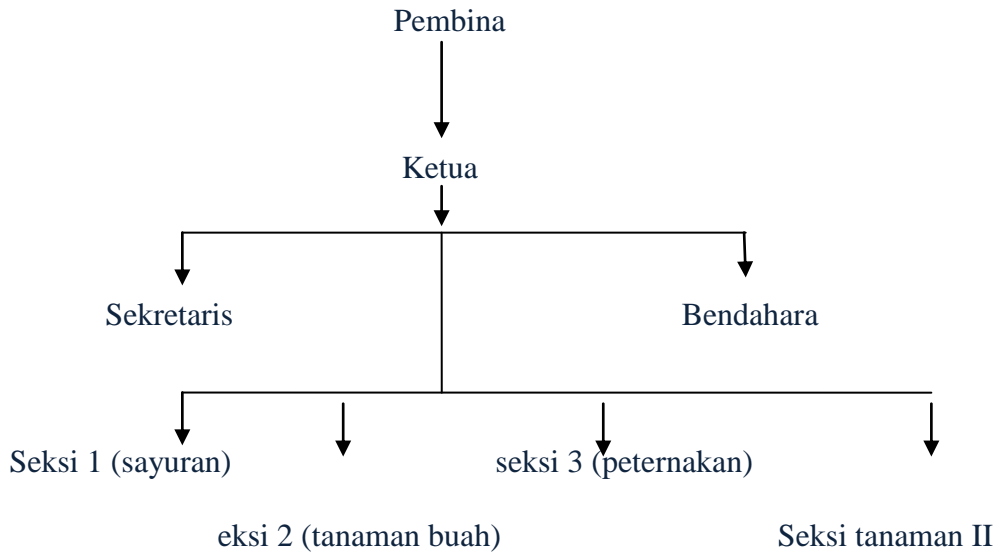 Pembina
Ketua
Sekretaris Bendahara
Seksi 1 (sayuran) seksi 3 (peternakan)
eksi 2 (tanaman buah) Seksi tanaman II